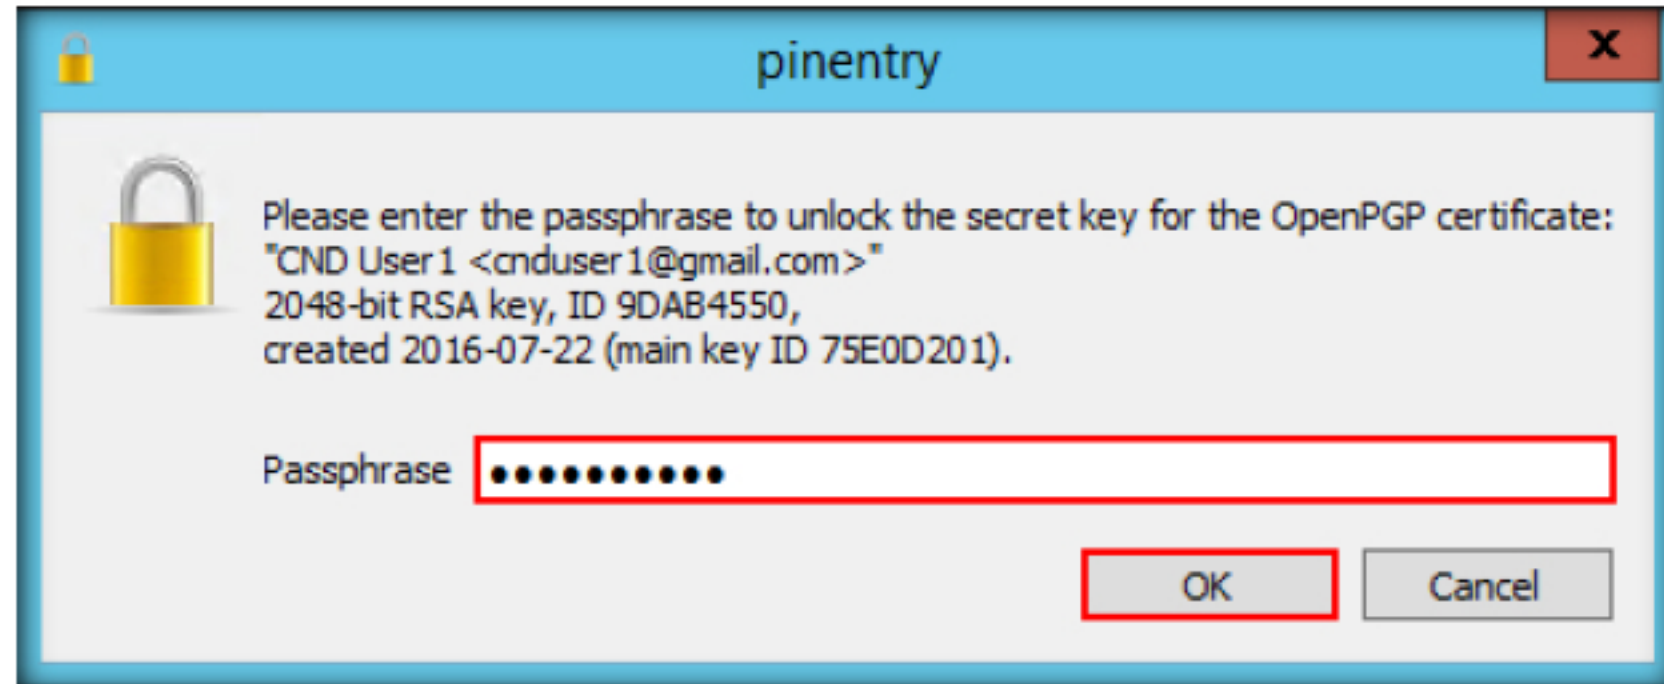 pinentry
x
Please enter the passphrase to unlock the secret key for the OpenPGP certificate:
"CND User1 <cnduser1@gmail.com>"
2048-bit RSA key, ID 9DAB4550,
created 2016-07-22 (main key ID 75E0D201).
Passphrase ●●●●●●●●●●
OK Cancel